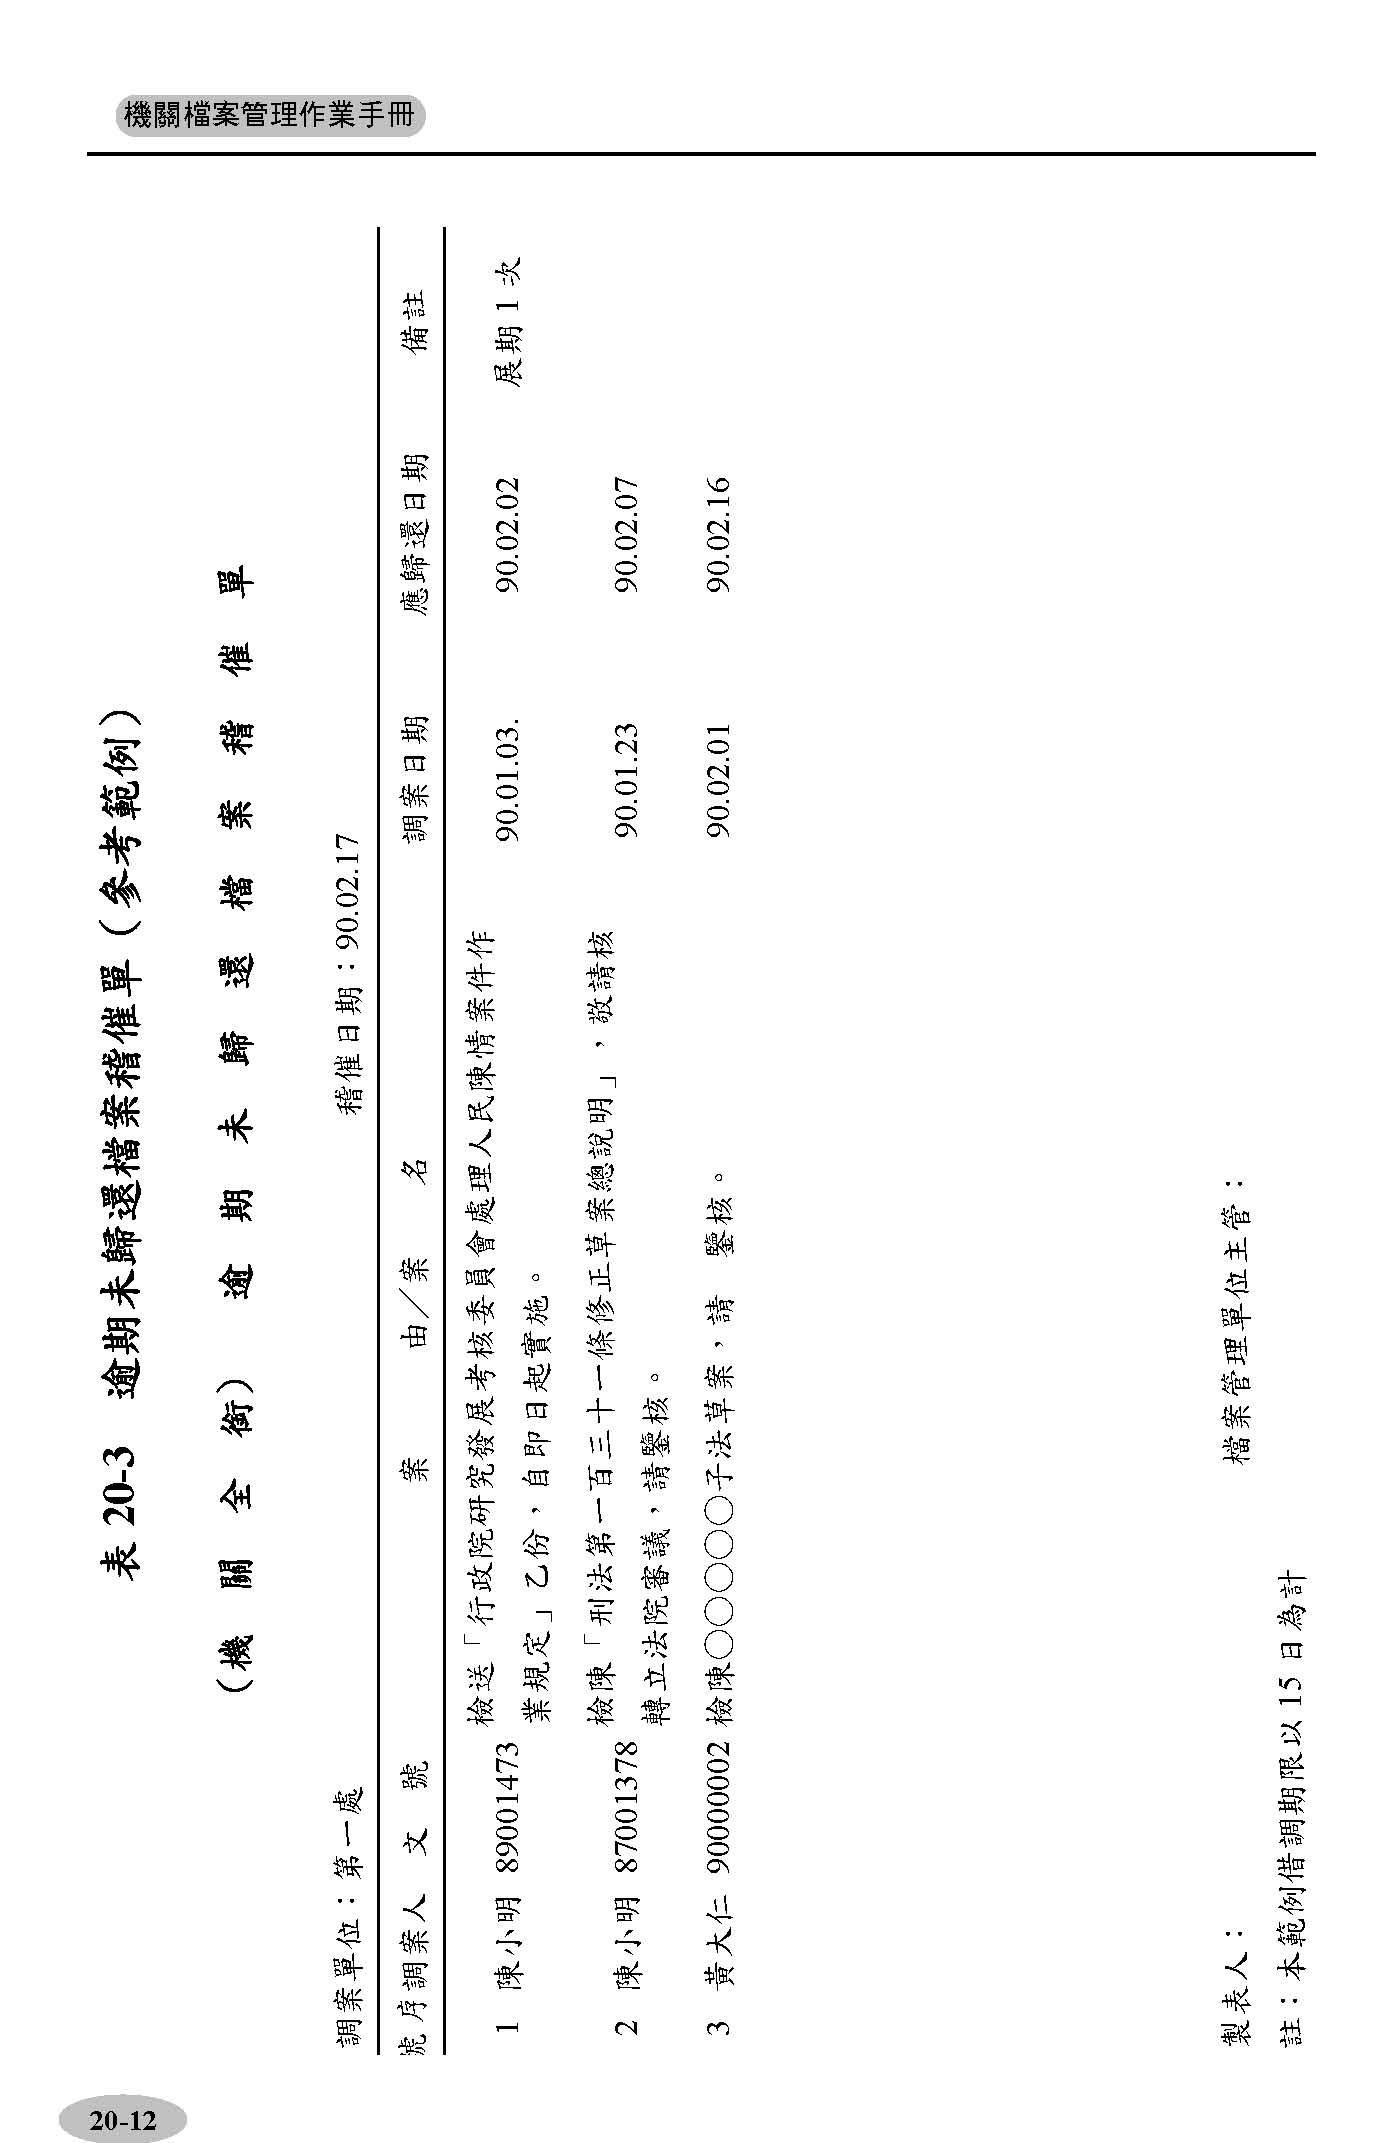 機關檔案管理作業手冊
表 20-3　逾期未歸還檔案稽催單（參考範例）
（機 關 全 銜）　逾 期 未 歸 還 檔 案 稽 催 單
調案單位：第一處　稽催日期：90.02.17
號序 調案人 文 號 案 由／案 名 調案日期 應歸還日期 備註
1 陳小明 89001473 檢送「行政院研究發展考核委員會處理人民陳情案件作 90.01.03. 90.02.02 展期 1 次
業規定」乙份，自即日起實施。
2 陳小明 87001378 檢陳「刑法第一百三十一條修正草案總說明」，敬請核 90.01.23 90.02.07
轉立法院審議，請鑒核。
3 黃大仁 90000002 檢陳○○○○○子法草案，請　鑒核。 90.02.01 90.02.16
製表人：　檔案管理單位主管：
註：本範例借調期限以 15 日為計
20-12